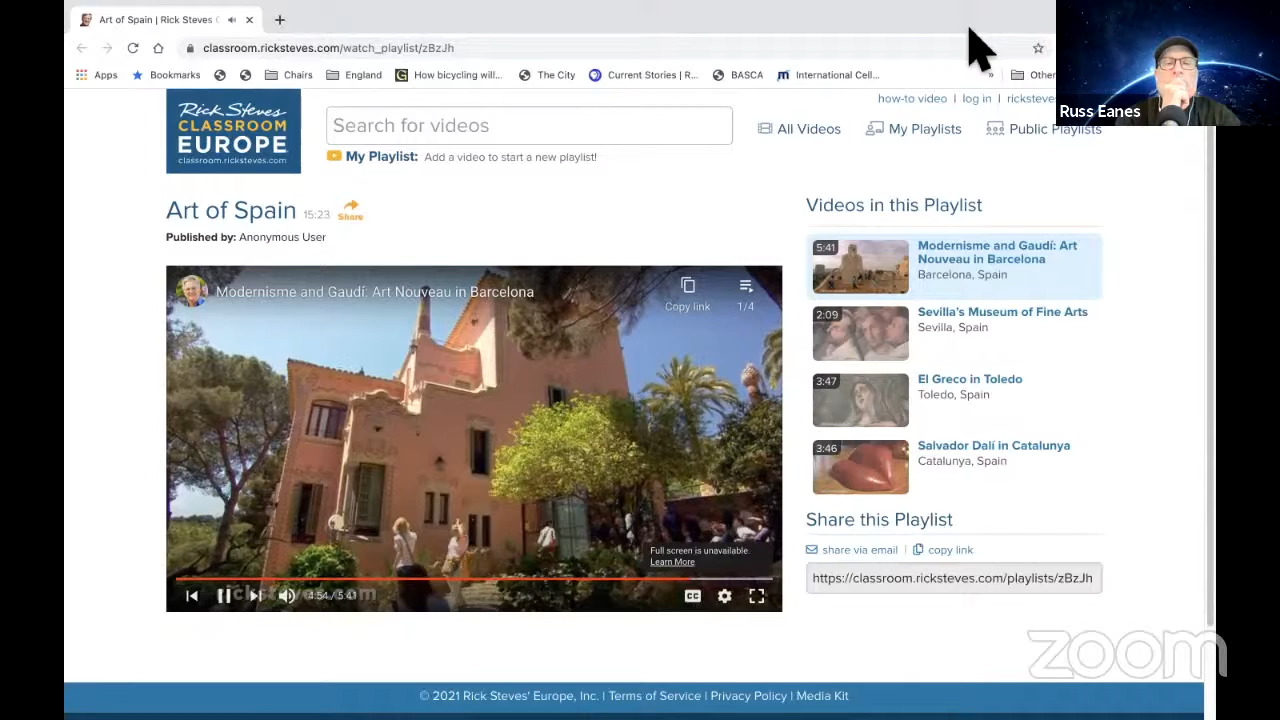 Art of Spain | Rick Steves C
classroom.ricksteves.com/watch_playlist/zBzJh
Apps
Bookmarks
Chairs
England
How bicycling will...
The City
Current Stories | R...
BASCA
International Cell...
»
Other
Russ Eanes
Rick Steves
CLASSROOM
EUROPE
classroom.ricksteves.com
how-to video | log in | ricksteve
Search for videos
All Videos
My Playlists
Public Playlists
My Playlist: Add a video to start a new playlist!
Art of Spain 15:23 Share
Published by: Anonymous User
Modernisme and Gaudí: Art Nouveau in Barcelona
Copy link
1/4
Full screen is unavailable.
Learn More
4:54 / 5:41
CC
Videos in this Playlist
5:41
Modernisme and Gaudí: Art
Nouveau in Barcelona
Barcelona, Spain
2:09
Sevilla's Museum of Fine Arts
Sevilla, Spain
3:47
El Greco in Toledo
Toledo, Spain
3:46
Salvador Dalí in Catalunya
Catalunya, Spain
Share this Playlist
share via email | copy link
https://classroom.ricksteves.com/playlists/zBzJh
zoom
© 2021 Rick Steves' Europe, Inc. | Terms of Service | Privacy Policy | Media Kit